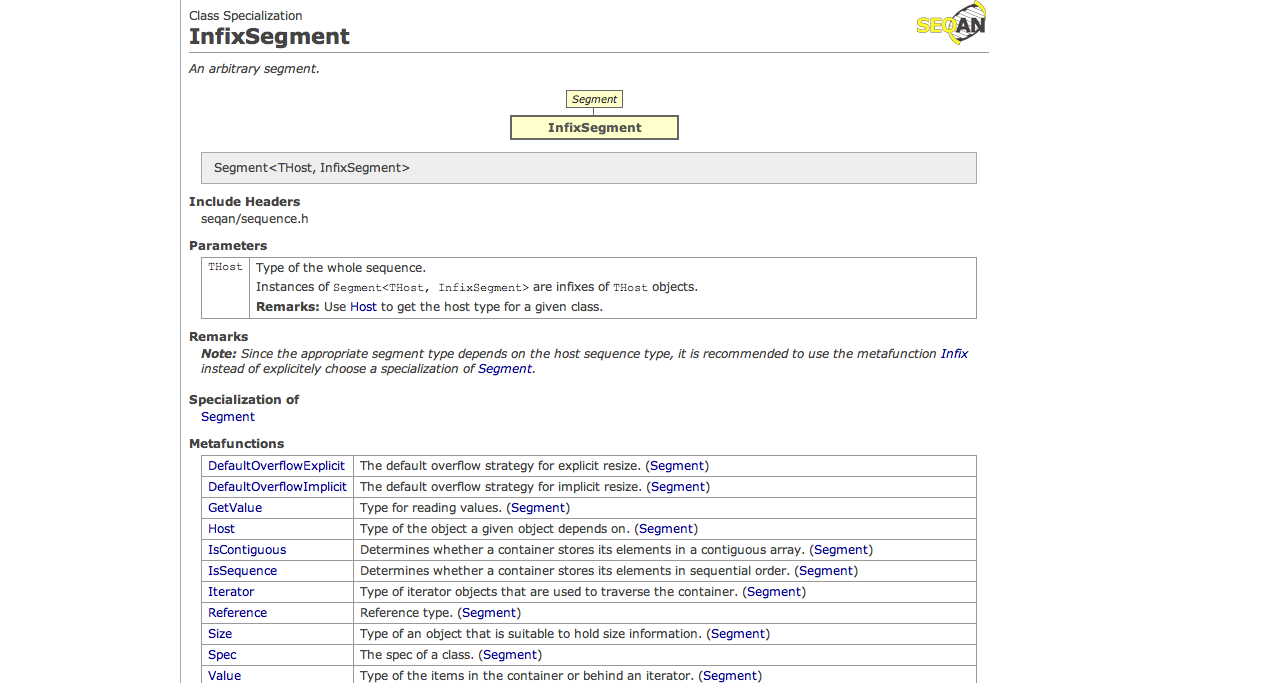 Class Specialization
InfixSegment
SEQAN
An arbitrary segment.
Segment
InfixSegment
Segment<THost, InfixSegment>
Include Headers
seqan/sequence.h
Parameters
THost Type of the whole sequence.
Instances of Segment<THost, InfixSegment> are infixes of THost objects.
Remarks: Use Host to get the host type for a given class.
Remarks
Note: Since the appropriate segment type depends on the host sequence type, it is recommended to use the metafunction Infix
instead of explicitely choose a specialization of Segment.
Specialization of
Segment
Metafunctions
DefaultOverflowExplicit The default overflow strategy for explicit resize. (Segment)
DefaultOverflowImplicit The default overflow strategy for implicit resize. (Segment)
GetValue Type for reading values. (Segment)
Host Type of the object a given object depends on. (Segment)
IsContiguous Determines whether a container stores its elements in a contiguous array. (Segment)
IsSequence Determines whether a container stores its elements in sequential order. (Segment)
Iterator Type of iterator objects that are used to traverse the container. (Segment)
Reference Reference type. (Segment)
Size Type of an object that is suitable to hold size information. (Segment)
Spec The spec of a class. (Segment)
Value Type of the items in the container or behind an iterator. (Segment)